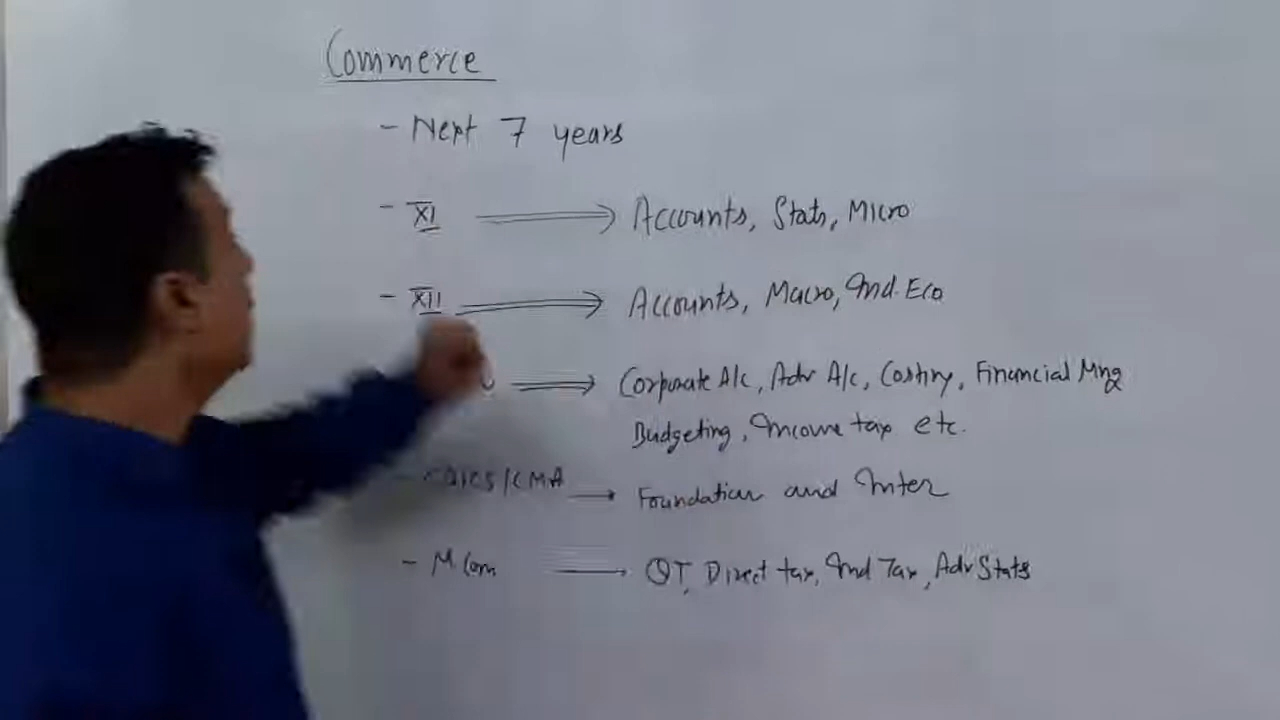 Commerce
- Next 7 years
- XI ⟹ Accounts, Stats, Micro
- XII ⟹ Accounts, Macro, Ind. Eco
⟹ Corporate A/c, Adv A/c, Costing, Financial Mng
Budgeting, Income tax etc.
/CMA → Foundation and Inter
- M Com → QT, Direct tax, Ind Tax, Adv Stats